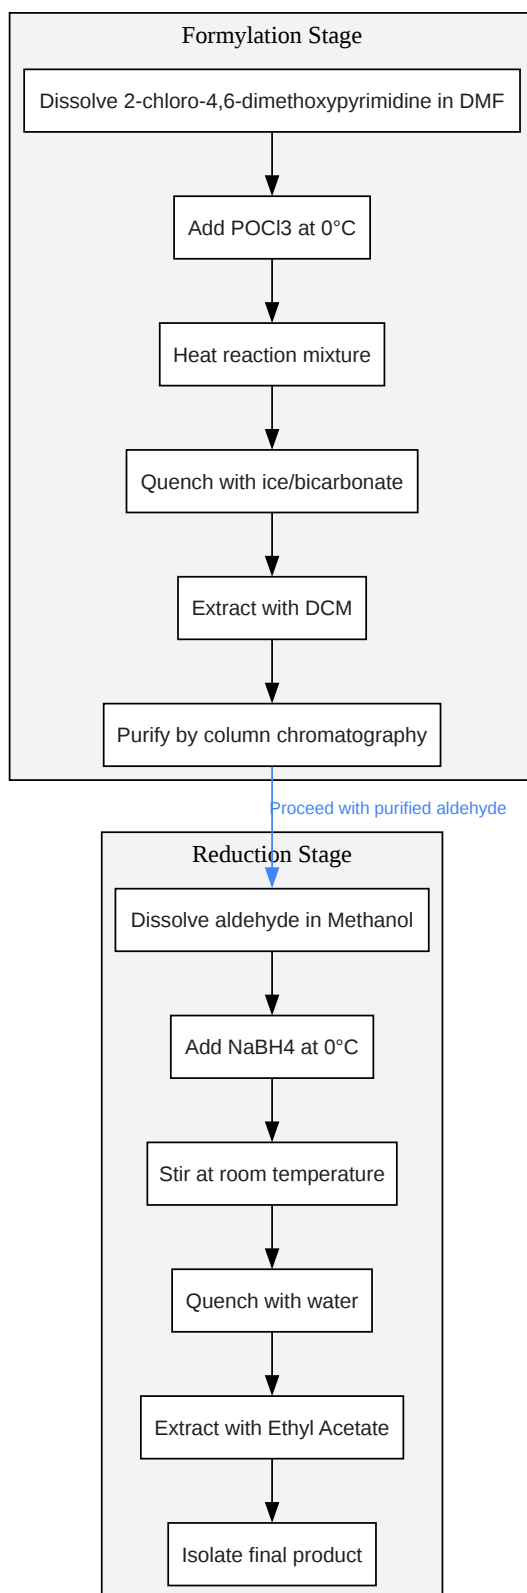 Formylation Stage
Dissolve 2-chloro-4,6-dimethoxypyrimidine in DMF
Add POCl3 at 0°C
Heat reaction mixture
Quench with ice/bicarbonate
Extract with DCM
Purify by column chromatography
Proceed with purified aldehyde
Reduction Stage
Dissolve aldehyde in Methanol
Add NaBH4 at 0°C
Stir at room temperature
Quench with water
Extract with Ethyl Acetate
Isolate final product